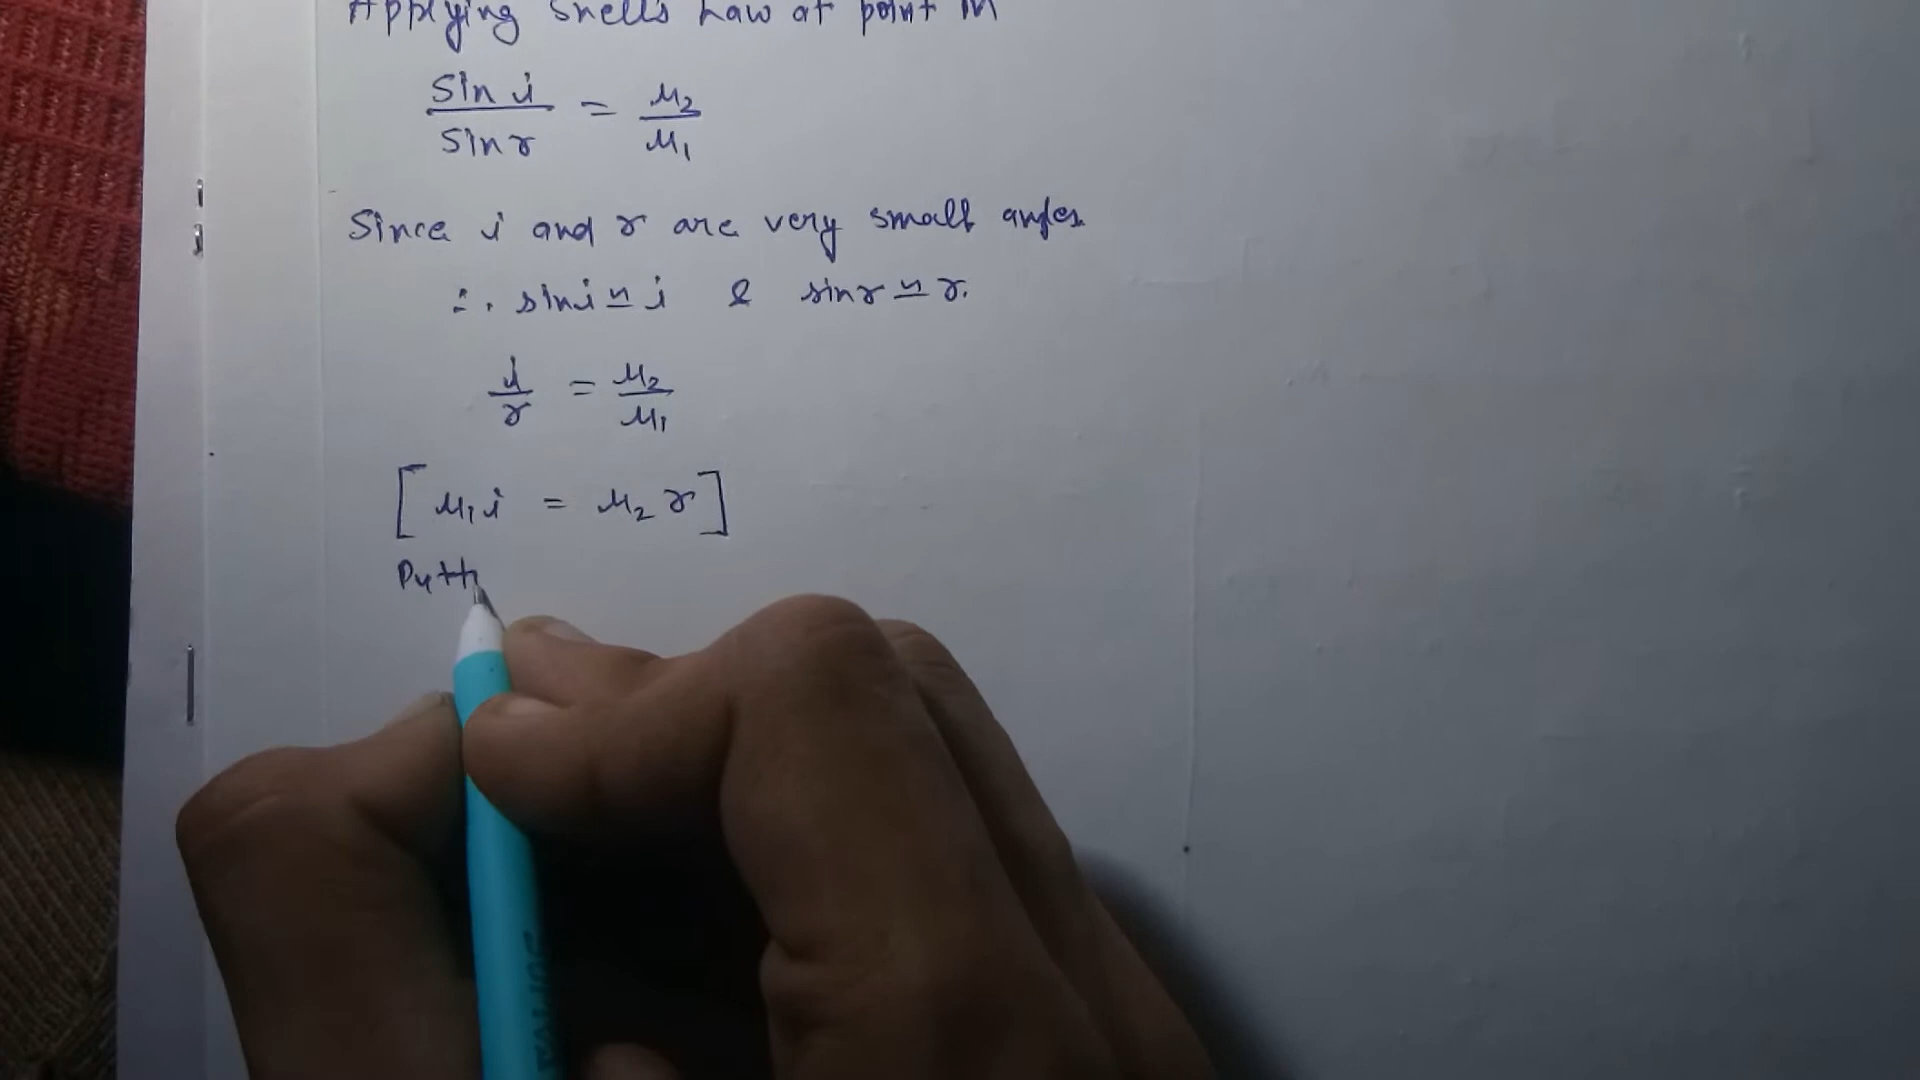 Applying Snell's Law at point M
Sin i / Sin r = μ2 / μ1
Since i and r are very small angles
∴ sin i ≃ i & sin r ≃ r.
i / r = μ2 / μ1
[μ1 i = μ2 r]
Putti